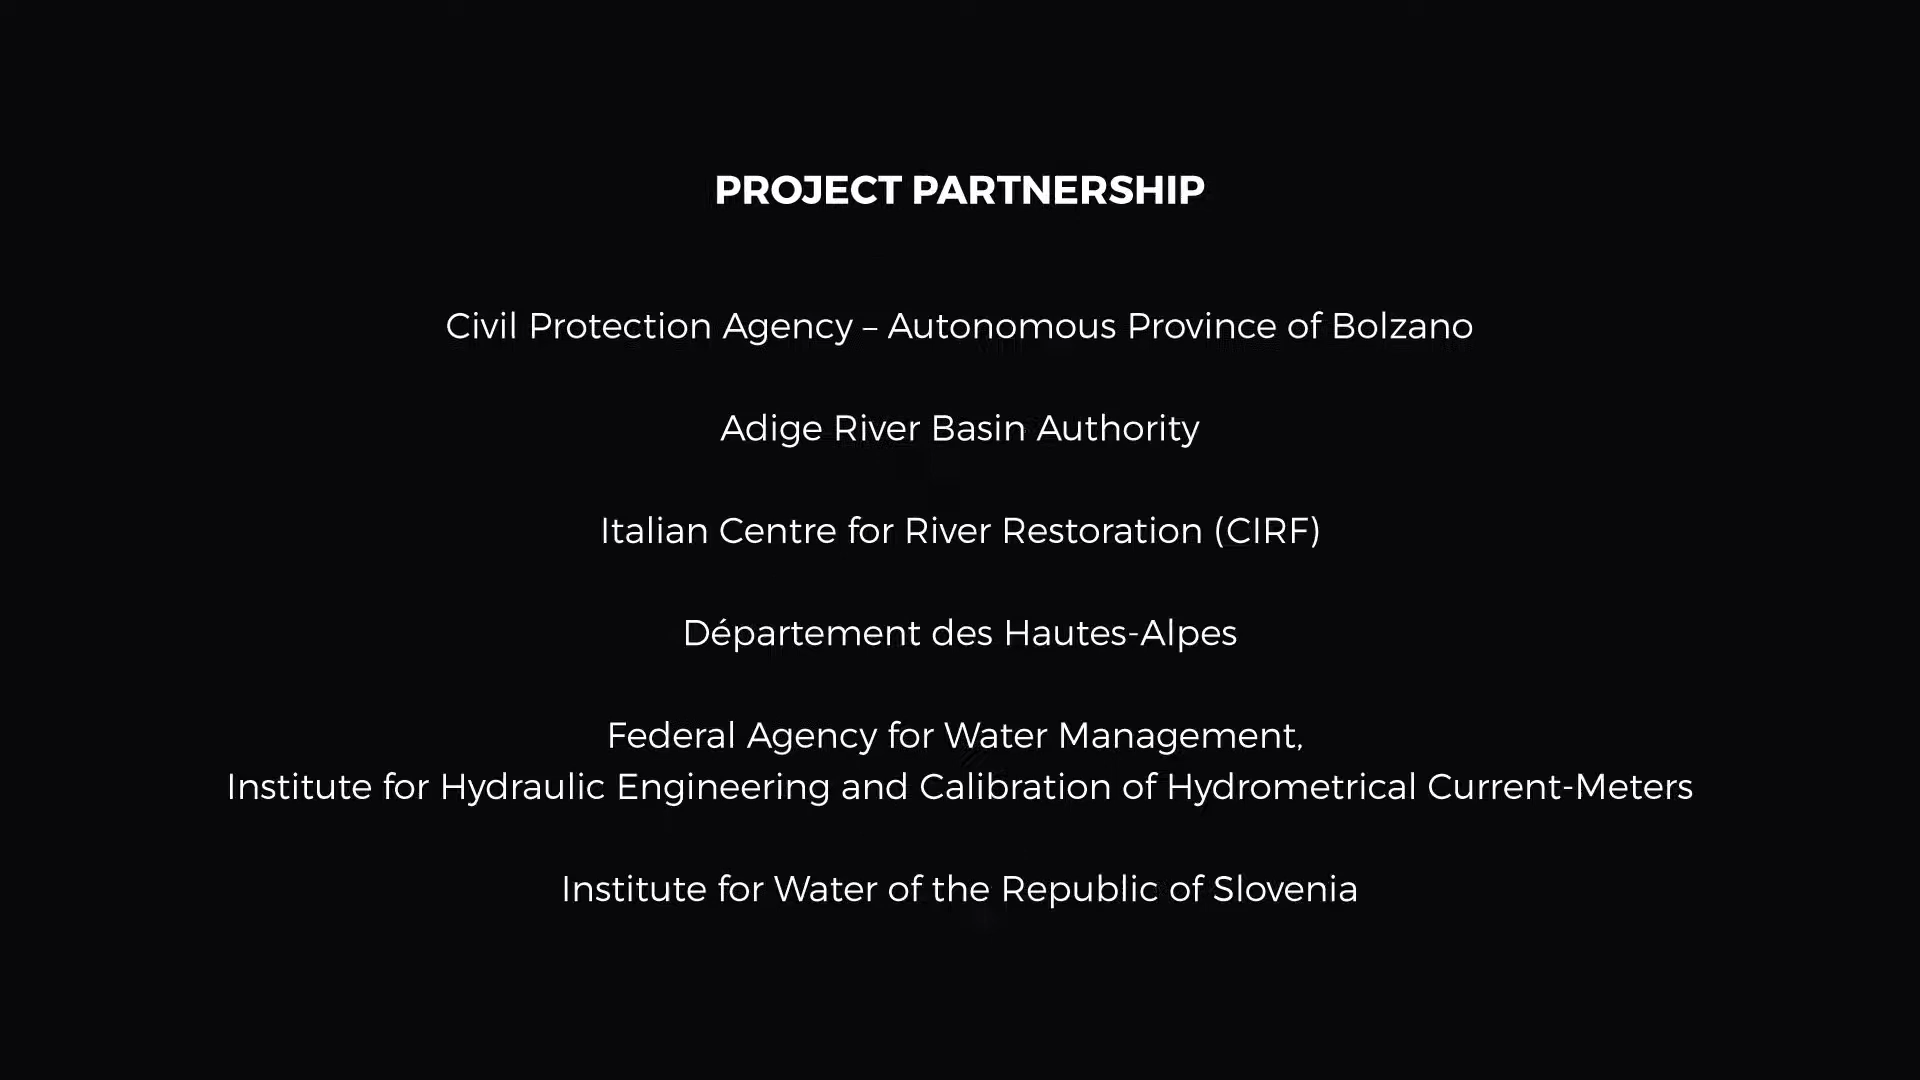 PROJECT PARTNERSHIP
Civil Protection Agency – Autonomous Province of Bolzano
Adige River Basin Authority
Italian Centre for River Restoration (CIRF)
Département des Hautes-Alpes
Federal Agency for Water Management,
Institute for Hydraulic Engineering and Calibration of Hydrometrical Current-Meters
Institute for Water of the Republic of Slovenia